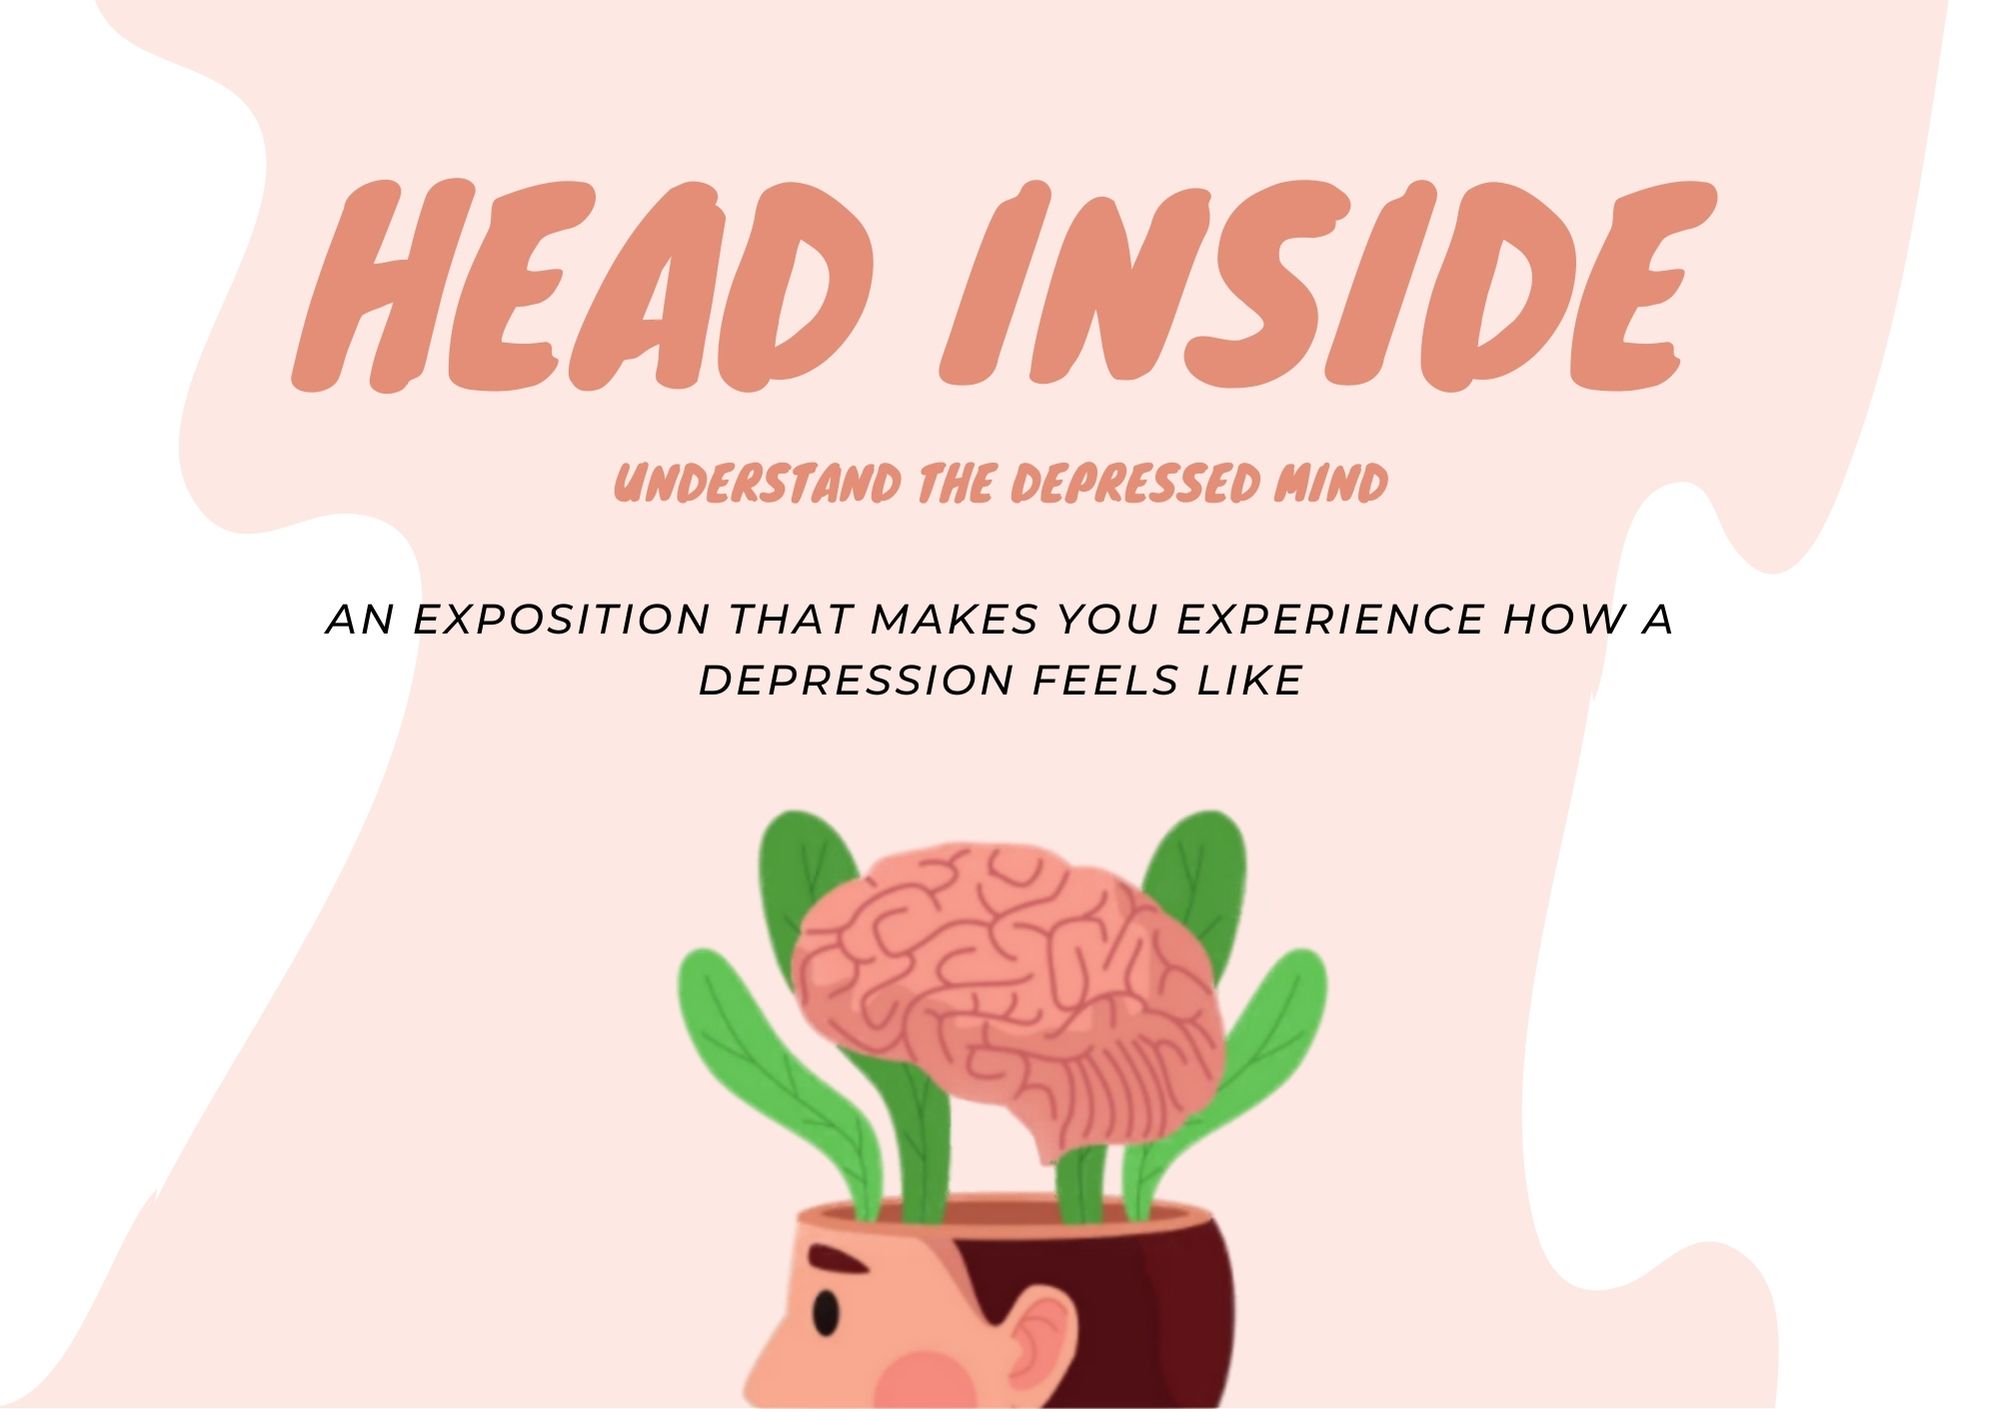 HEAD INSIDE
UNDERSTAND THE DEPRESSED MIND
AN EXPOSITION THAT MAKES YOU EXPERIENCE HOW A
DEPRESSION FEELS LIKE